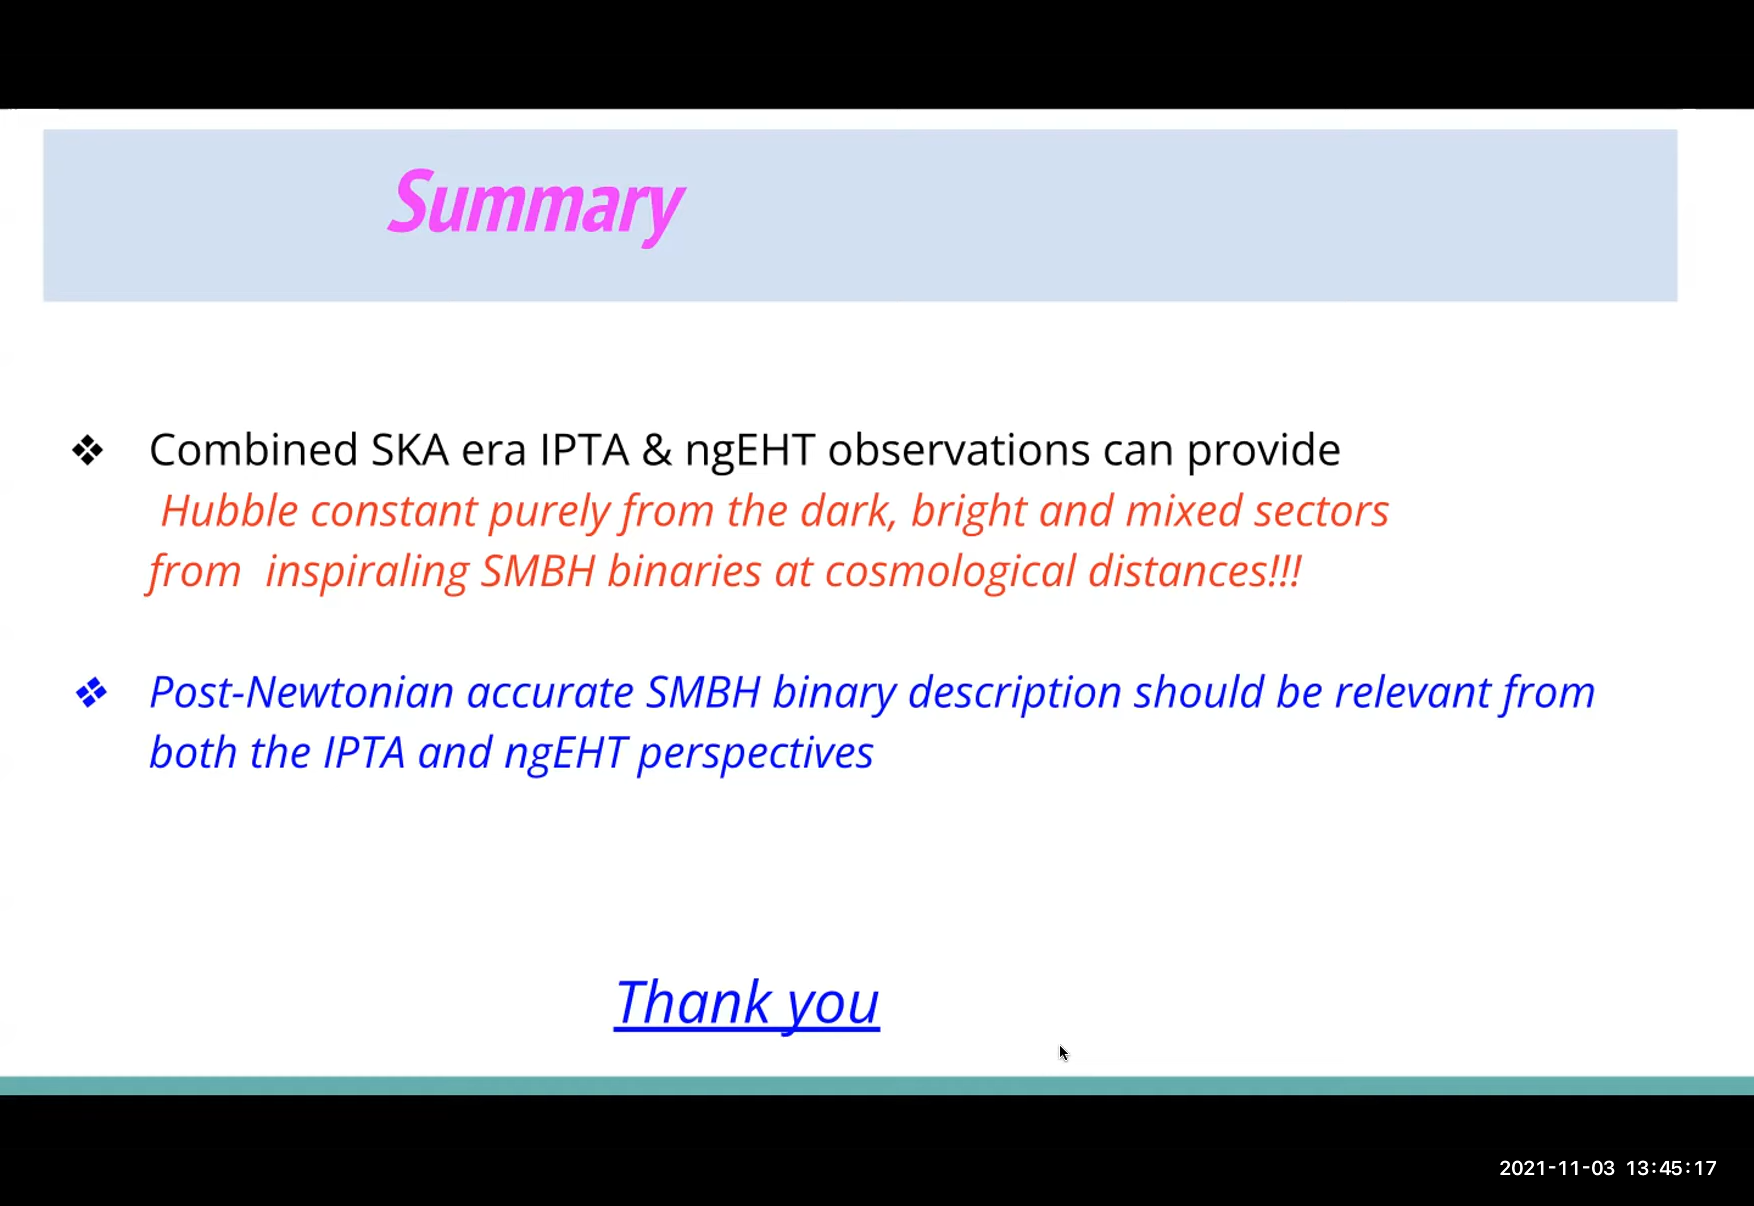 Summary
❖ Combined SKA era IPTA & ngEHT observations can provide
Hubble constant purely from the dark, bright and mixed sectors
from inspiraling SMBH binaries at cosmological distances!!!
❖ Post-Newtonian accurate SMBH binary description should be relevant from
both the IPTA and ngEHT perspectives
Thank you
2021-11-03 13:45:17